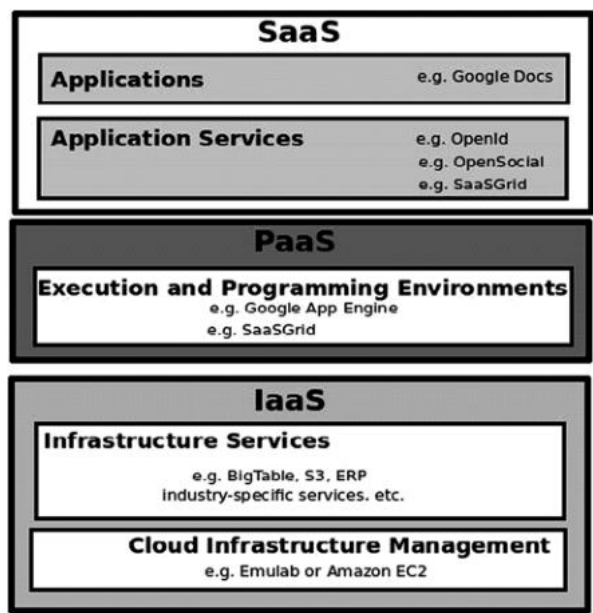 SaaS
Applications e.g. Google Docs
Application Services e.g. OpenId
e.g. OpenSocial
e.g. SaaSGrid
PaaS
Execution and Programming Environments
e.g. Google App Engine
e.g. SaaSGrid
IaaS
Infrastructure Services
e.g. BigTable, S3, ERP
industry-specific services. etc.
Cloud Infrastructure Management
e.g. Emulab or Amazon EC2